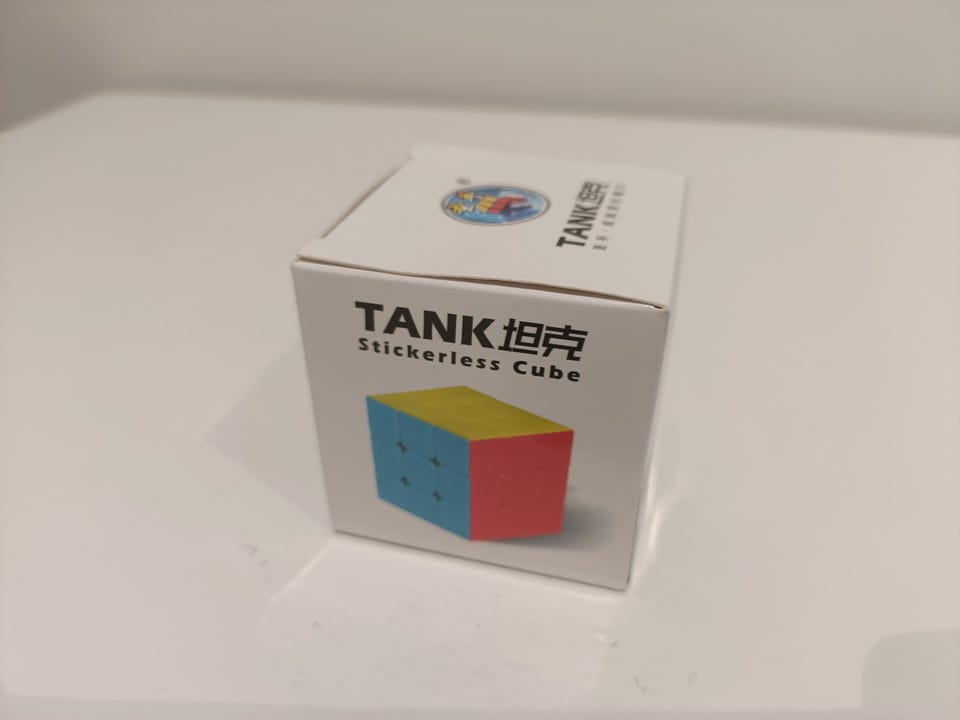 TANK坦克
TANK坦克
Stickerless Cube